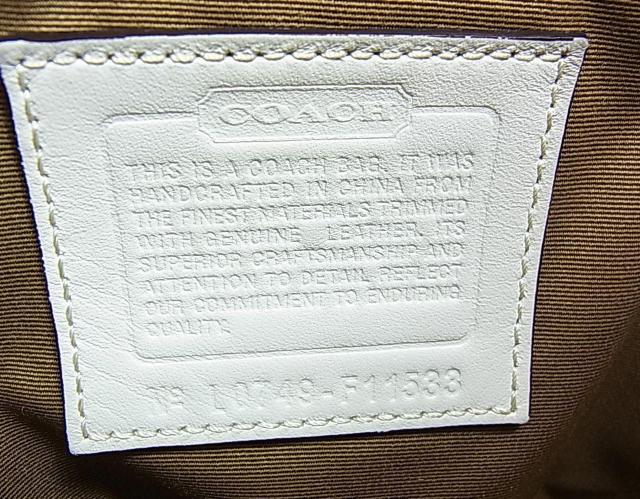 COACH
THIS IS A COACH BAG. IT WAS
HANDCRAFTED IN CHINA FROM
THE FINEST MATERIALS TRIMMED
WITH GENUINE LEATHER. ITS
SUPERIOR CRAFTSMANSHIP AND
ATTENTION TO DETAIL REFLECT
OUR COMMITMENT TO ENDURING
QUALITY.
F11533